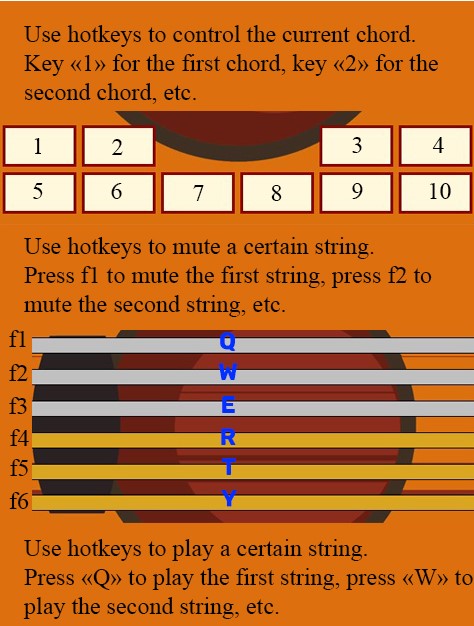 Use hotkeys to control the current chord.
Key «1» for the first chord, key «2» for the
second chord, etc.
1 2 3 4
5 6 7 8 9 10
Use hotkeys to mute a certain string.
Press f1 to mute the first string, press f2 to
mute the second string, etc.
f1 Q
f2 W
f3 E
f4 R
f5 T
f6 Y
Use hotkeys to play a certain string.
Press «Q» to play the first string, press «W» to
play the second string, etc.